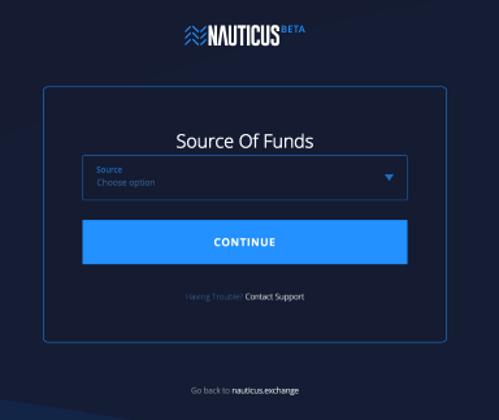 NAUTICUS BETA
Source Of Funds
Source
Choose option
CONTINUE
Having Trouble? Contact Support
Go back to nauticus.exchange